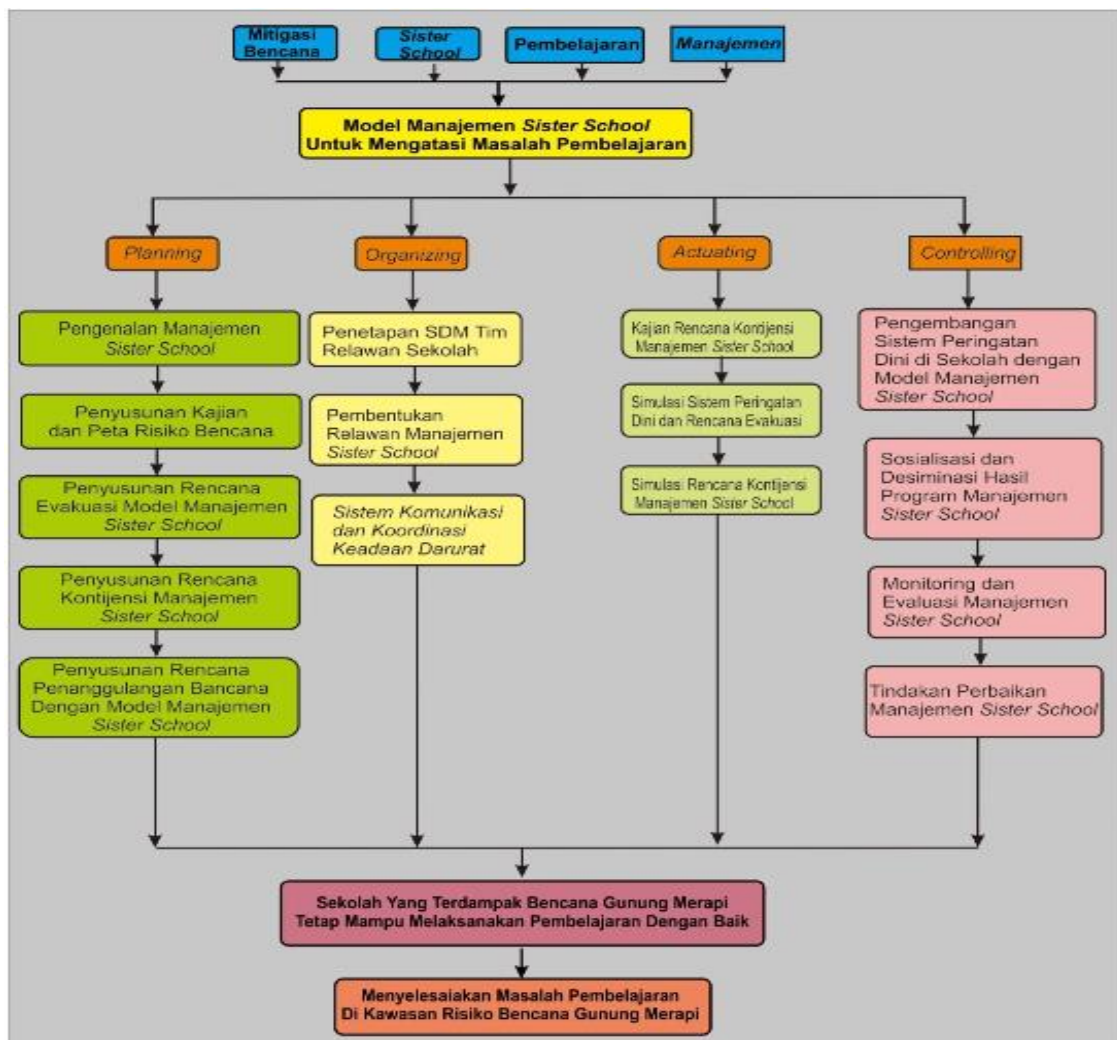 Mitigasi
Bencana
Sister
School
Pembelajaran
Manajemen
Model Manajemen Sister School
Untuk Mengatasi Masalah Pembelajaran
Planning
Organizing
Actuating
Controlling
Pengenalan Manajemen
Sister School
Penyusunan Kajian
dan Peta Risiko Bencana
Penyusunan Rencana
Evakuasi Model Manajemen
Sister School
Penyusunan Rencana
Kontijensi Manajemen
Sister School
Penyusunan Rencana
Penanggulangan Bancana
Dengan Model Manajemen
Sister School
Penetapan SDM Tim
Relawan Sekolah
Pembentukan
Relawan Manajemen
Sister School
Sistem Komunikasi
dan Koordinasi
Keadaan Darurat
Kajian Rencana Kontijensi
Manajemen Sister School
Simulasi Sistem Peringatan
Dini dan Rencana Evakuasi
Simulasi Rencana Kontijensi
Manajemen Sister School
Pengembangan
Sistem Peringatan
Dini di Sekolah dengan
Model Manajemen
Sister School
Sosialisasi dan
Desiminasi Hasil
Program Manajemen
Sister School
Monitoring dan
Evaluasi Manajemen
Sister School
Tindakan Perbaikan
Manajemen Sister School
Sekolah Yang Terdampak Bencana Gunung Merapi
Tetap Mampu Melaksanakan Pembelajaran Dengan Baik
Menyelesaiakan Masalah Pembelajaran
Di Kawasan Risiko Bencana Gunung Merapi